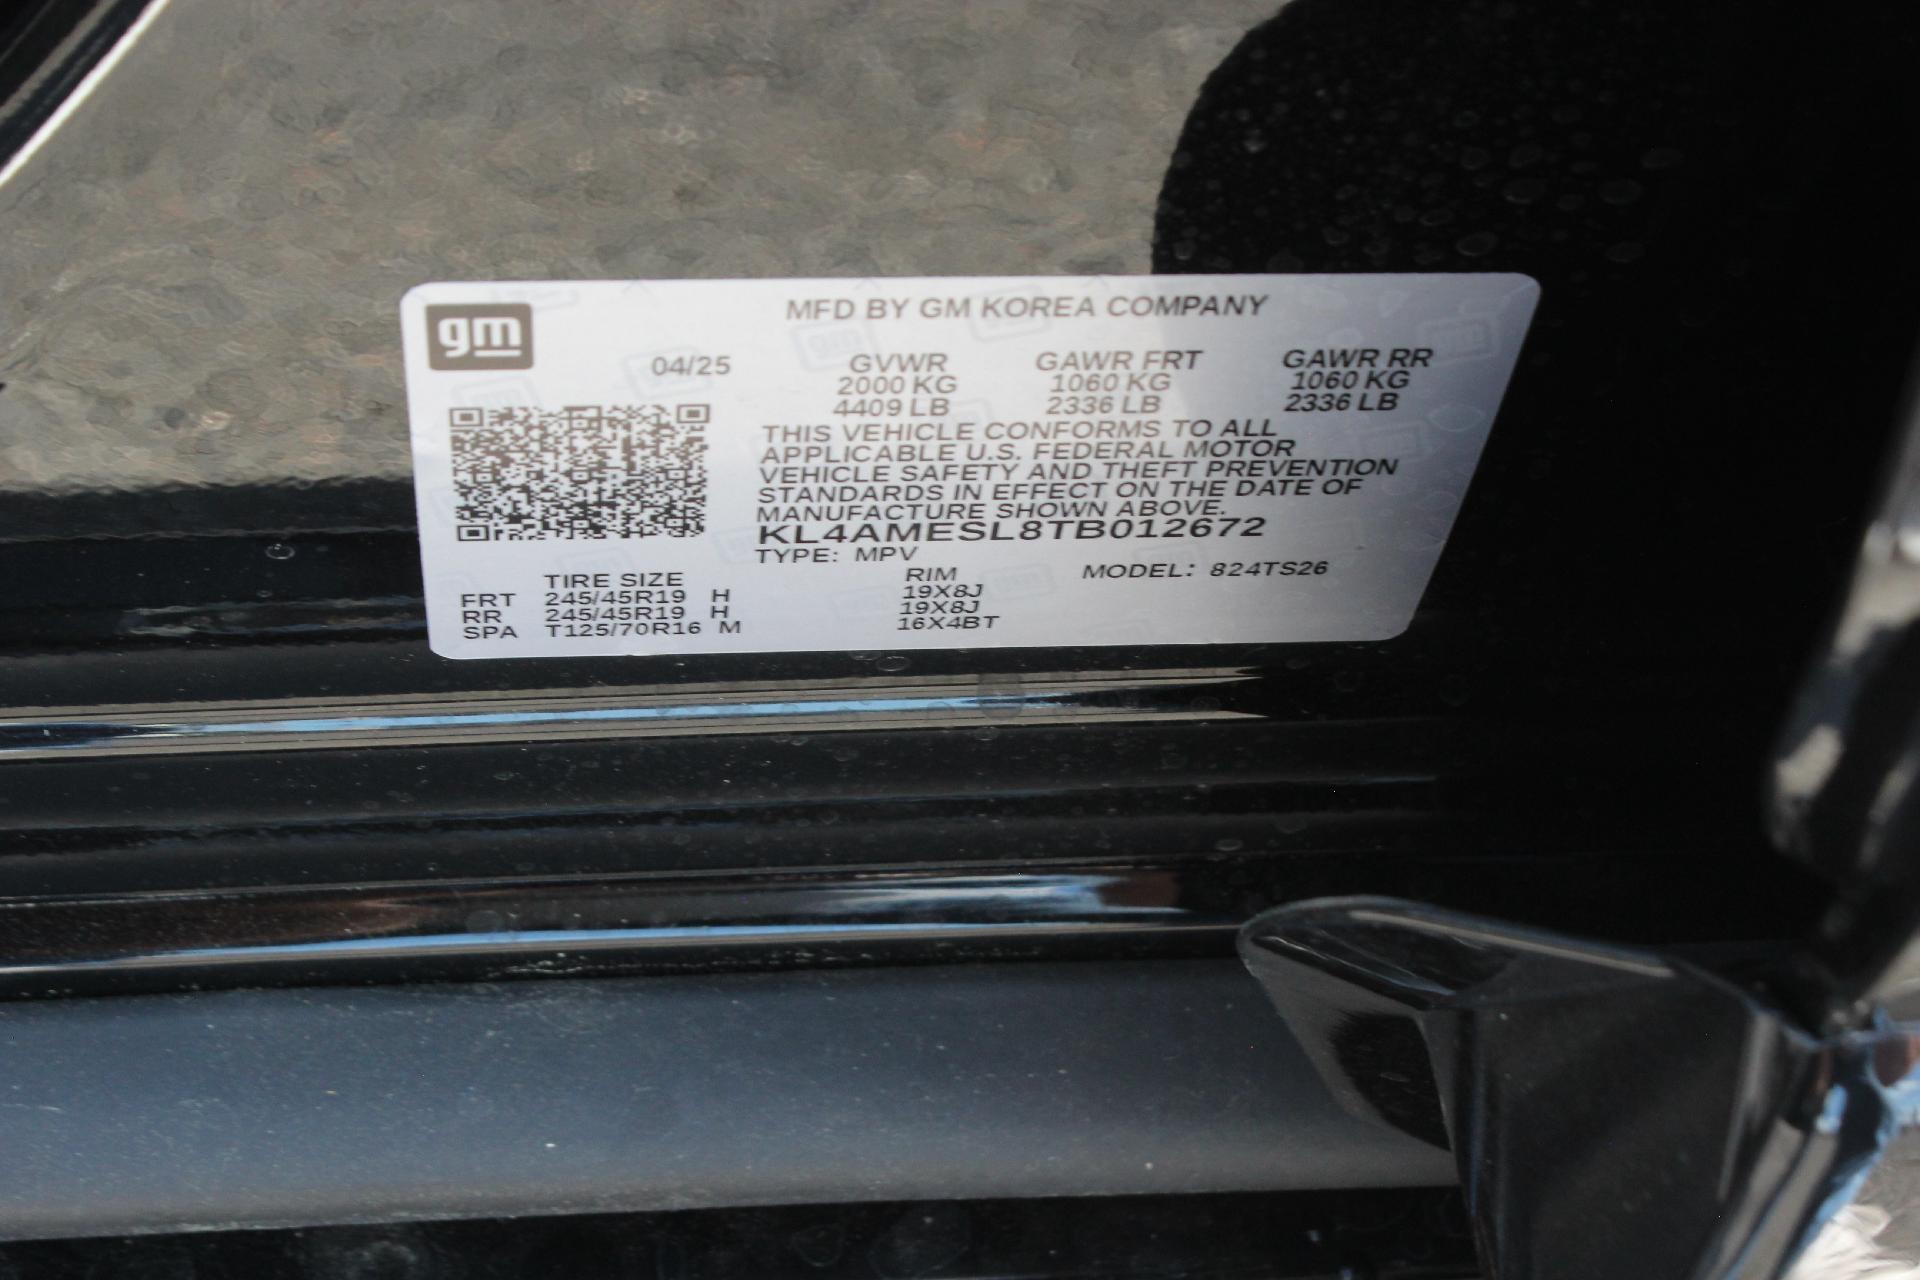 gm
MFD BY GM KOREA COMPANY
04/25 GVWR GAWR FRT GAWR RR
2000 KG 1060 KG 1060 KG
4409 LB 2336 LB 2336 LB
THIS VEHICLE CONFORMS TO ALL
APPLICABLE U.S. FEDERAL MOTOR
VEHICLE SAFETY AND THEFT PREVENTION
STANDARDS IN EFFECT ON THE DATE OF
MANUFACTURE SHOWN ABOVE.
KL4AMESL8TB012672
TYPE: MPV
MODEL: 824TS26
TIRE SIZE RIM
FRT 245/45R19 H 19X8J
RR 245/45R19 H 19X8J
SPA T125/70R16 M 16X4BT